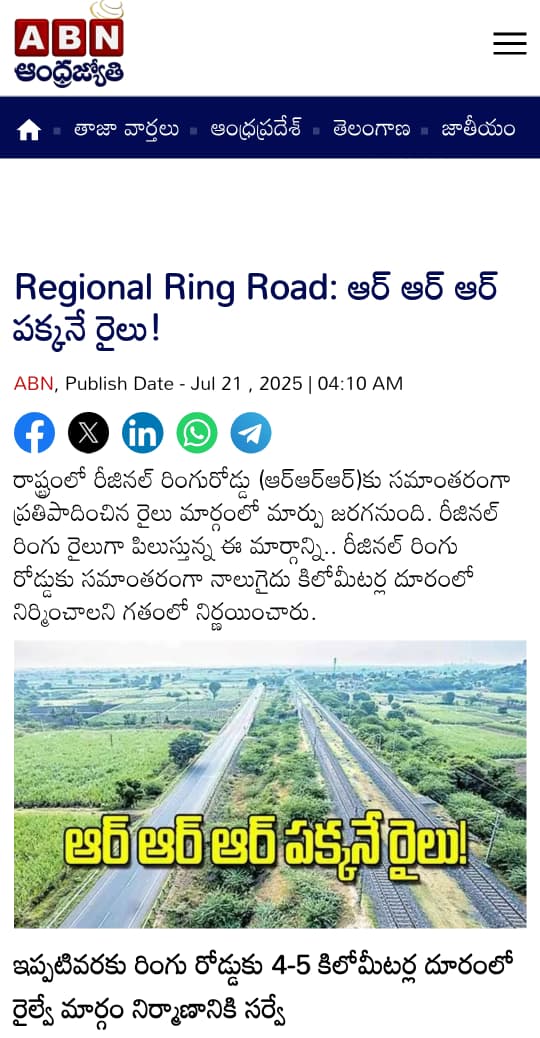 ABN
ఆంధ్రజ్యోతి
తాజా వార్తలు ఆంధ్రప్రదేశ్ తెలంగాణ జాతీయం
Regional Ring Road: ఆర్ ఆర్ ఆర్
పక్కనే రైలు!
ABN, Publish Date - Jul 21 , 2025 | 04:10 AM
రాష్ట్రంలో రీజినల్ రింగురోడ్డు (ఆర్ఆర్ఆర్)కు సమాంతరంగా
ప్రతిపాదించిన రైలు మార్గంలో మార్పు జరగనుంది. రీజినల్
రింగు రైలుగా పిలుస్తున్న ఈ మార్గాన్ని.. రీజినల్ రింగు
రోడ్డుకు సమాంతరంగా నాలుగైదు కిలోమీటర్ల దూరంలో
నిర్మించాలని గతంలో నిర్ణయించారు.
ఆర్ ఆర్ ఆర్ పక్కనే రైలు!
ఇప్పటివరకు రింగు రోడ్డుకు 4-5 కిలోమీటర్ల దూరంలో
రైల్వే మార్గం నిర్మాణానికి సర్వే